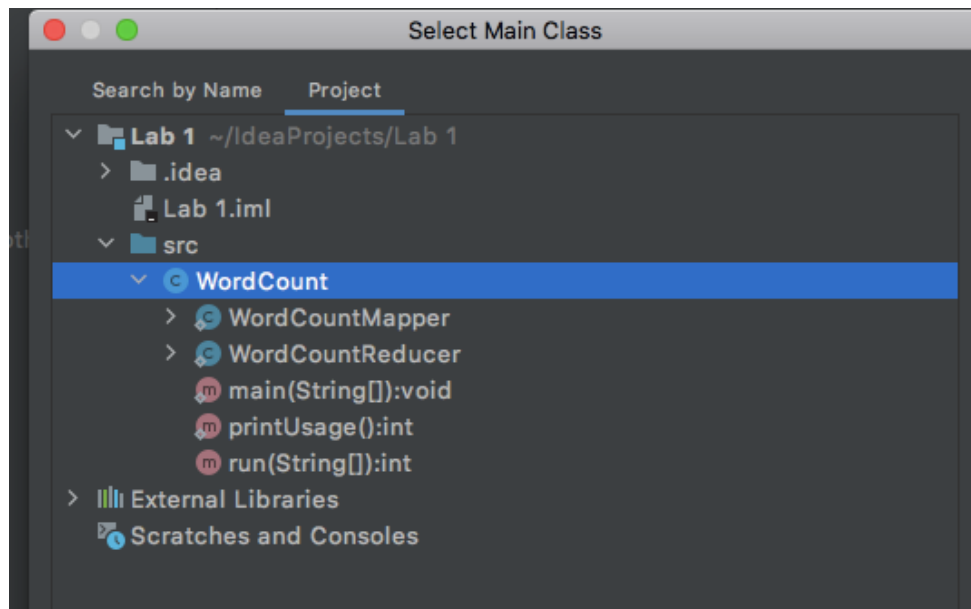 Select Main Class
Search by Name Project
Lab 1 ~/IdeaProjects/Lab 1
.idea
Lab 1.iml
src
WordCount
WordCountMapper
WordCountReducer
main(String[]):void
printUsage():int
run(String[]):int
External Libraries
Scratches and Consoles